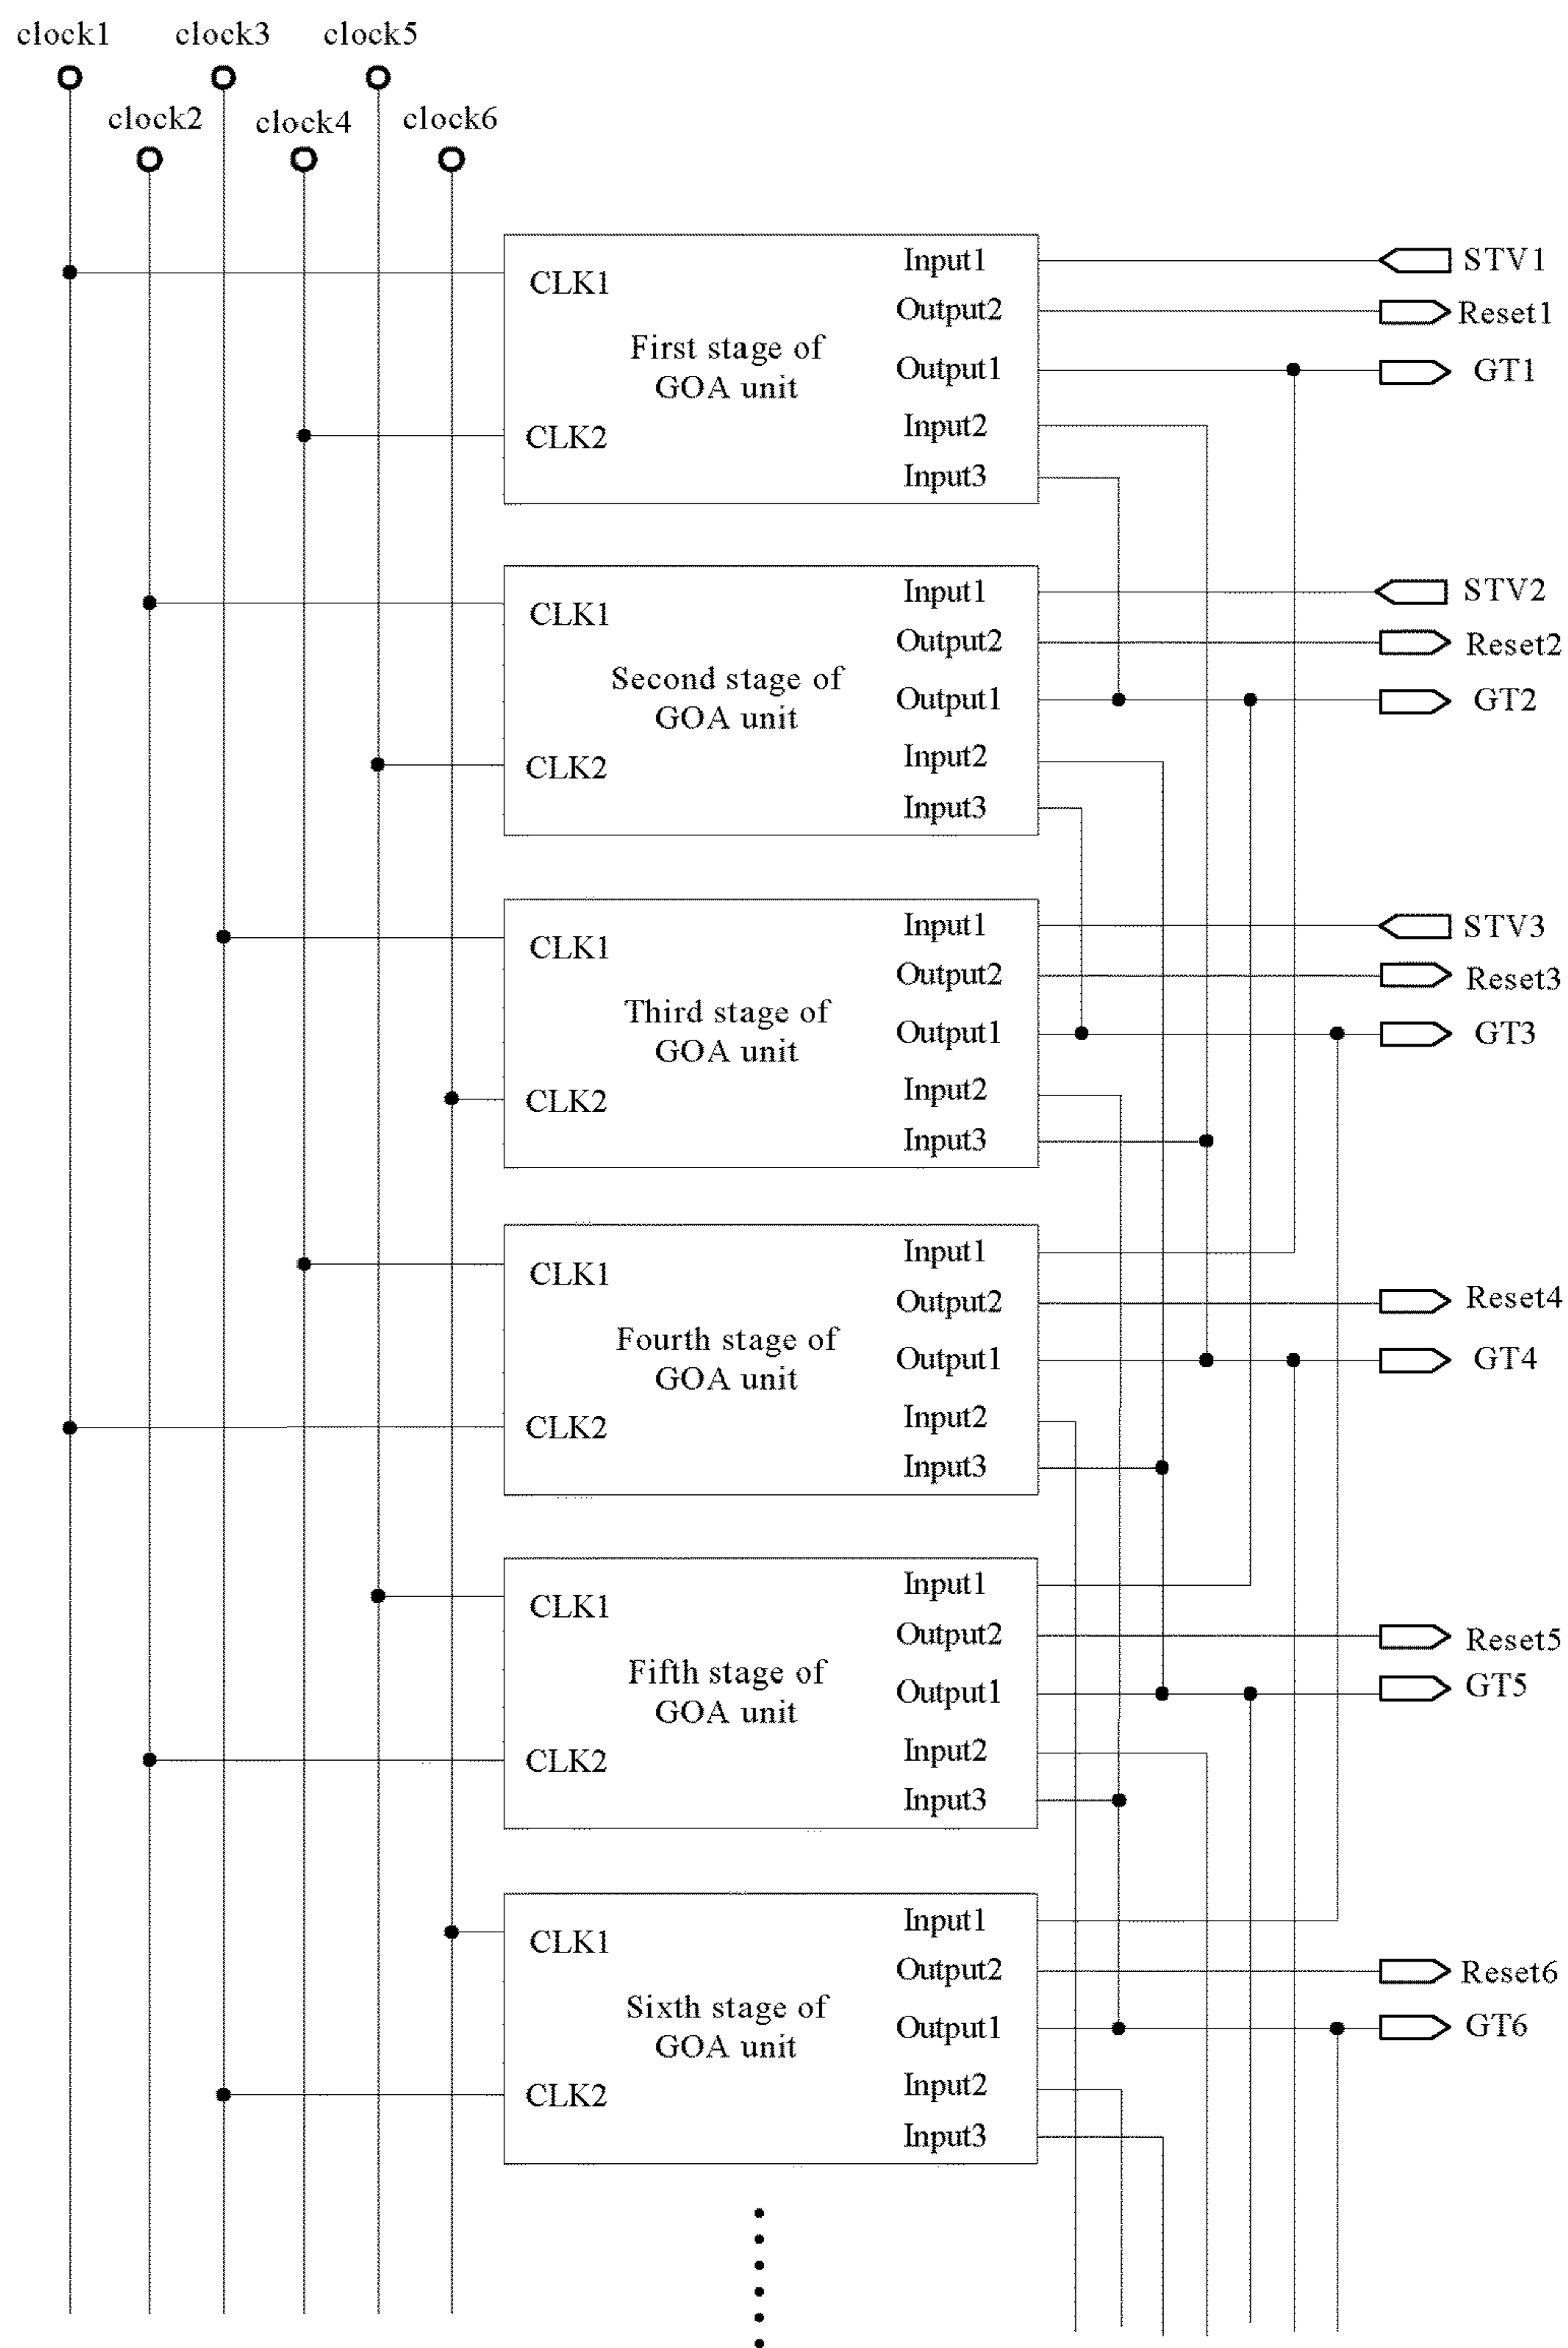 clock1 clock3 clock5
clock2 clock4 clock6
Input1 STV1
CLK1
Output2 Reset1
First stage of
GOA unit
Output1 GT1
Input2
CLK2
Input3
Input1 STV2
CLK1
Output2 Reset2
Second stage of
GOA unit
Output1 GT2
Input2
CLK2
Input3
Input1 STV3
CLK1
Output2 Reset3
Third stage of
GOA unit
Output1 GT3
Input2
CLK2
Input3
Input1
CLK1
Output2 Reset4
Fourth stage of
GOA unit
Output1 GT4
Input2
CLK2
Input3
Input1
CLK1
Output2 Reset5
Fifth stage of
GOA unit
Output1 GT5
Input2
CLK2
Input3
Input1
CLK1
Output2 Reset6
Sixth stage of
GOA unit
Output1 GT6
Input2
CLK2
Input3